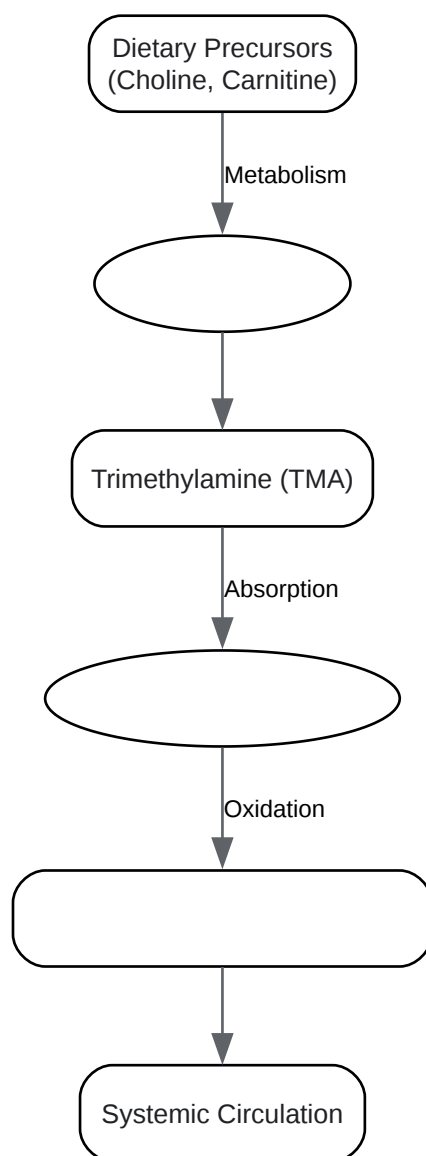 Dietary Precursors
(Choline, Carnitine)
Metabolism
Trimethylamine (TMA)
Absorption
Oxidation
Systemic Circulation